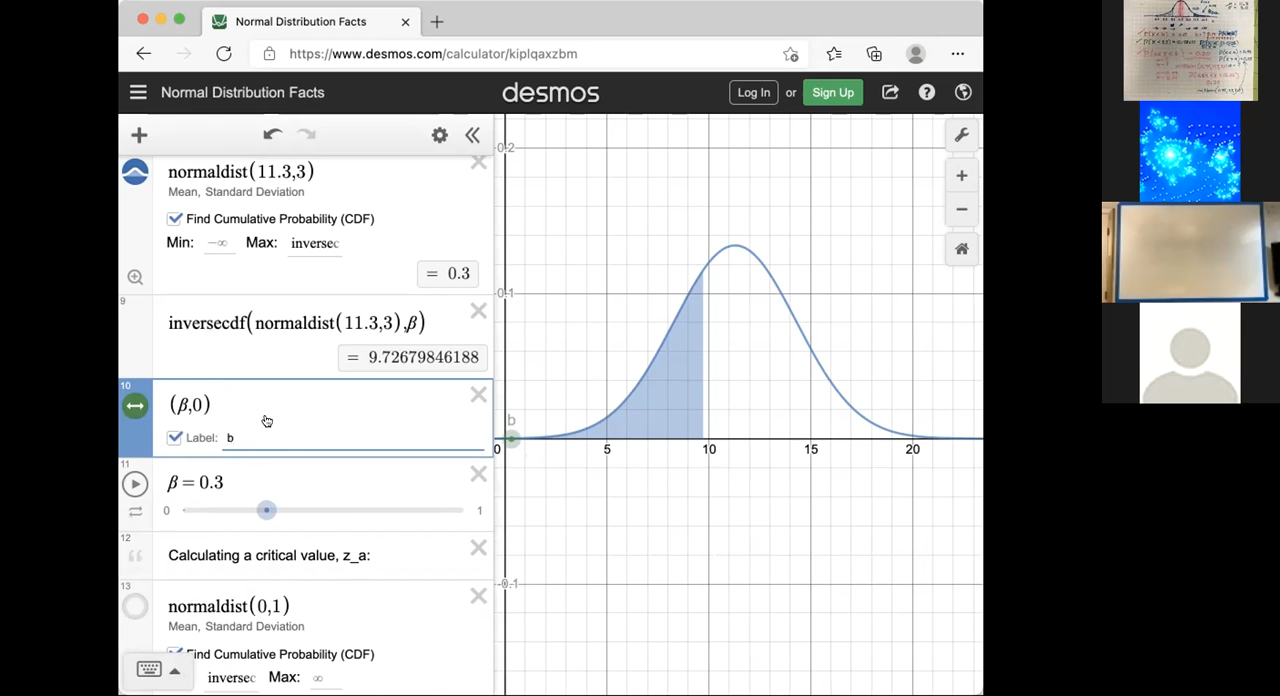 Normal Distribution Facts
https://www.desmos.com/calculator/kiplqaxzbm
Normal Distribution Facts
desmos
Log In or Sign Up
normaldist(11.3,3)
Mean, Standard Deviation
Find Cumulative Probability (CDF)
Min: −∞ Max: inversec
= 0.3
9
inversecdf(normaldist(11.3,3),β)
= 9.72679846188
10
(β,0)
Label: b
11
β = 0.3
0 1
12
Calculating a critical value, z_a:
13
normaldist(0,1)
Mean, Standard Deviation
Find Cumulative Probability (CDF)
inversec Max: ∞
0.2
0.1
b
0 5 10 15 20
-0.1